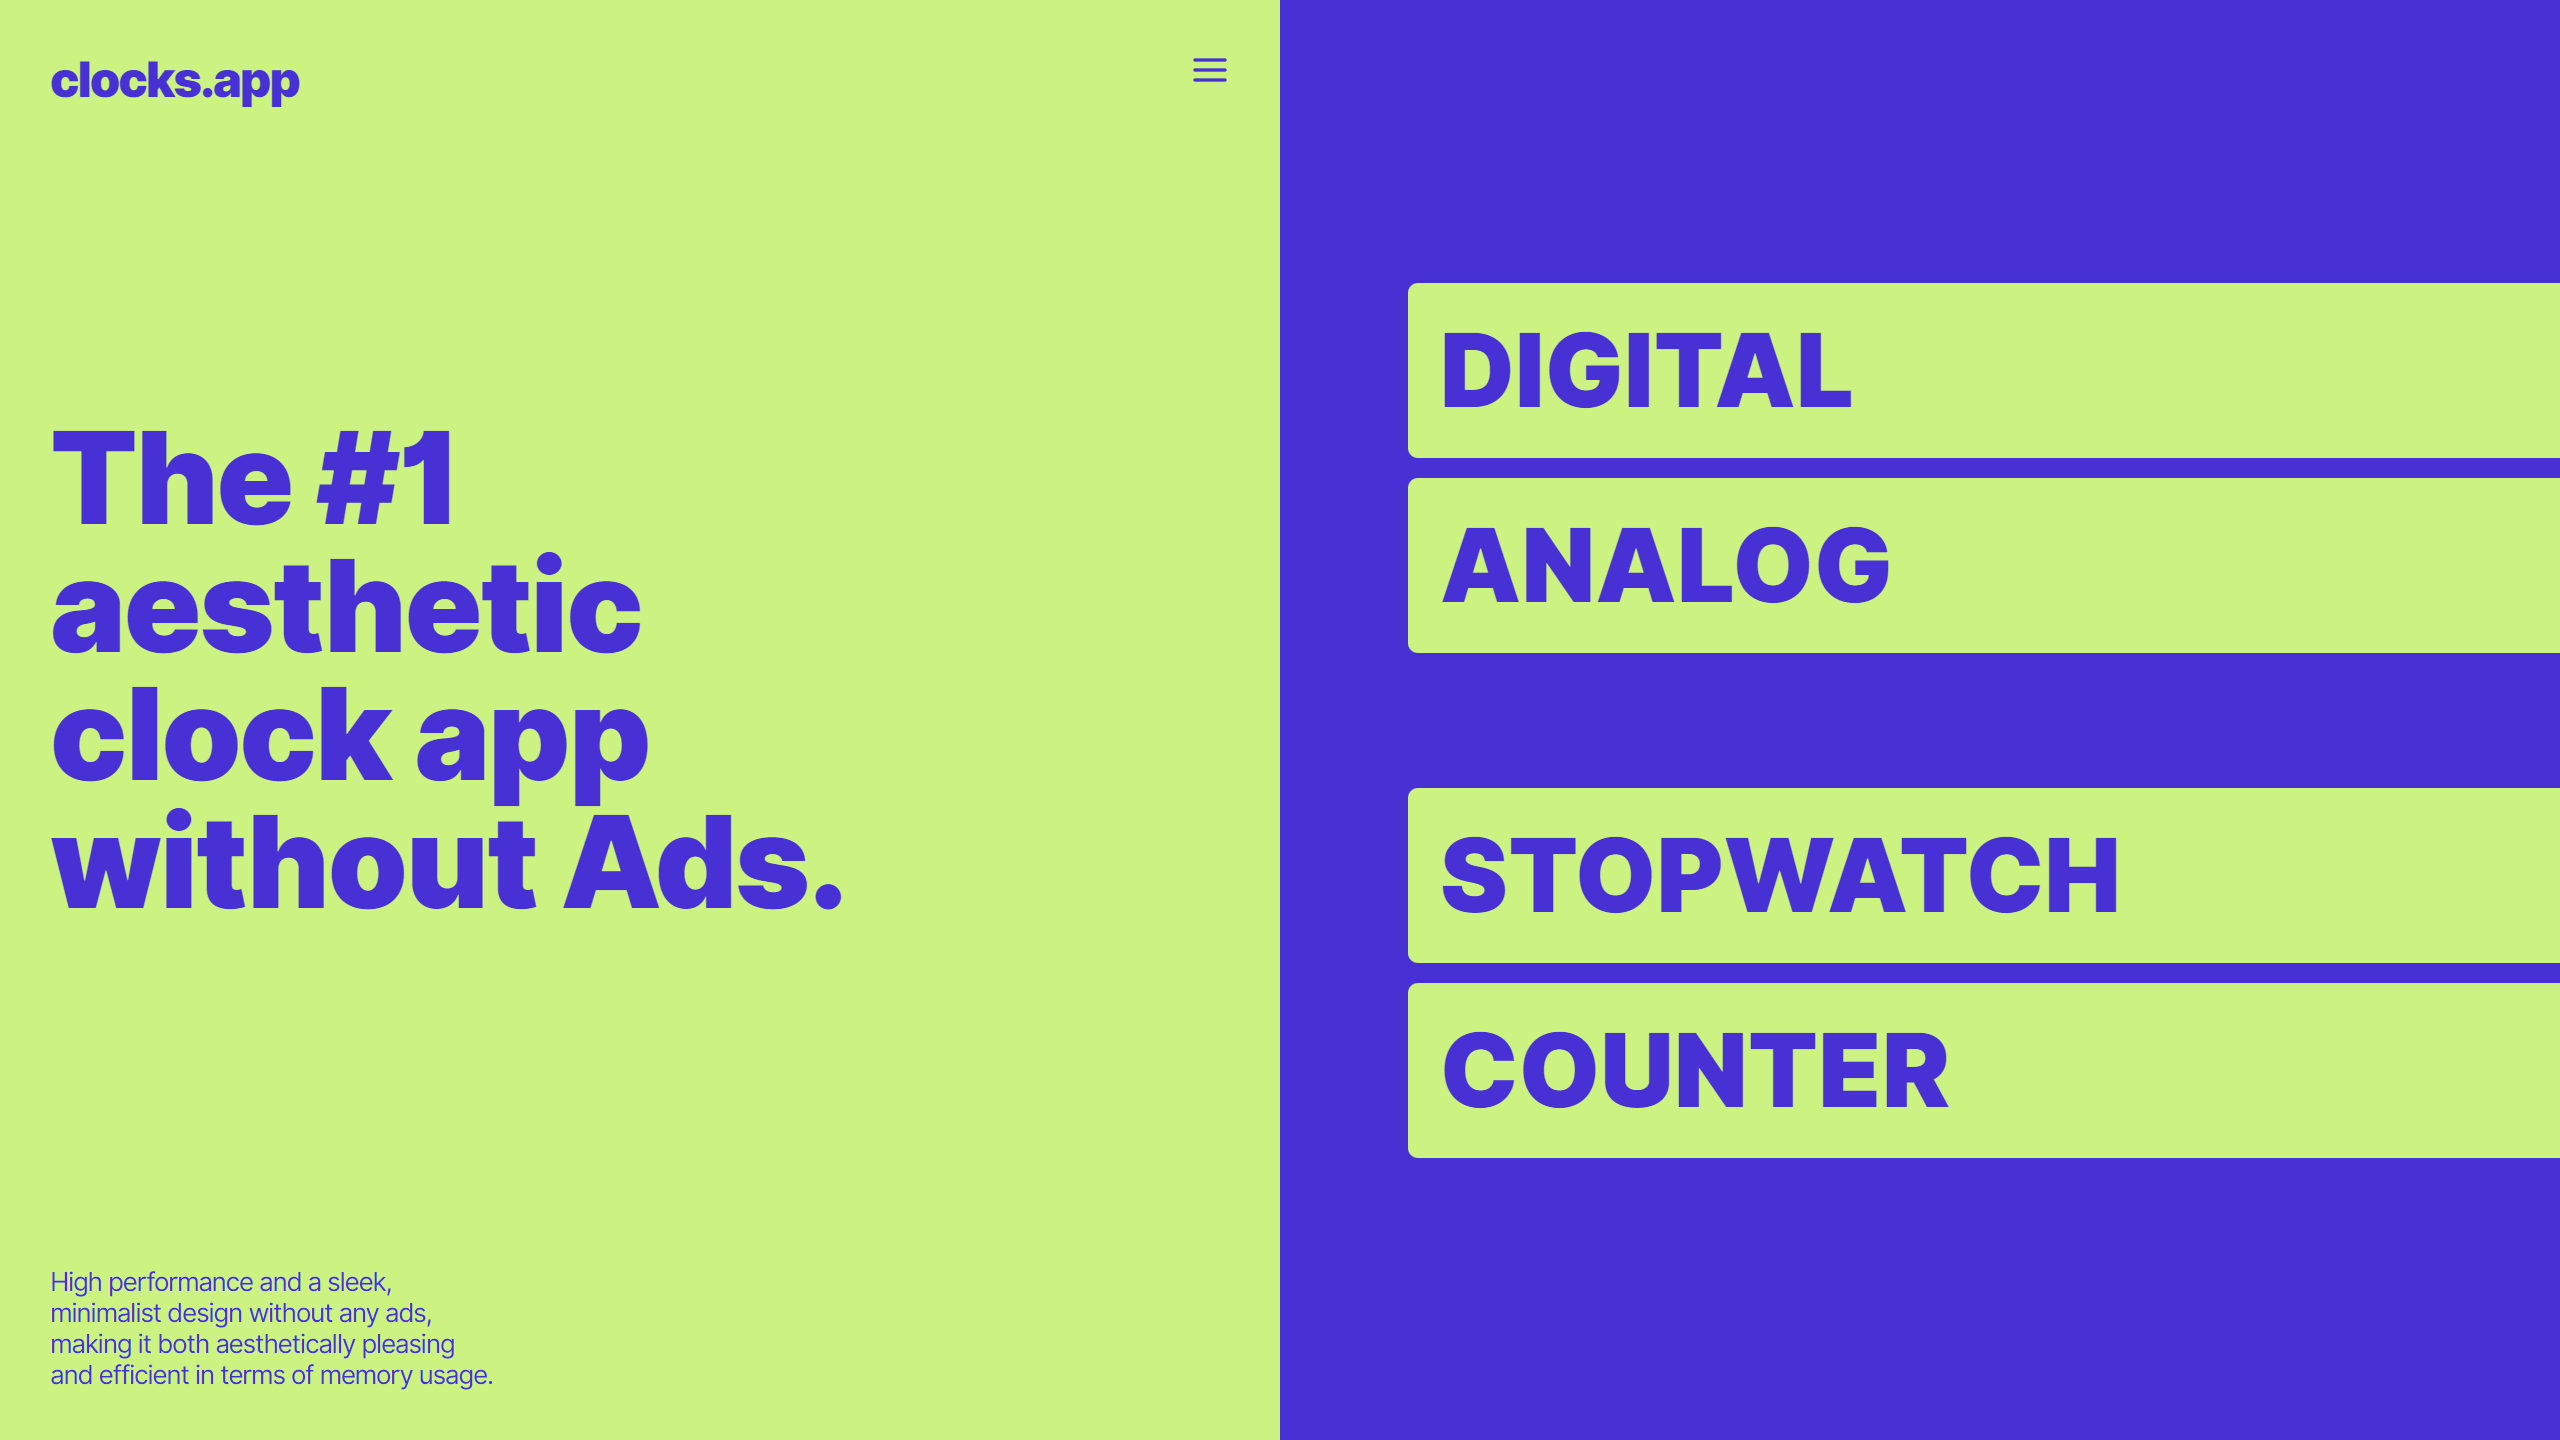 clocks.app
The #1
aesthetic
clock app
without Ads.
High performance and a sleek,
minimalist design without any ads,
making it both aesthetically pleasing
and efficient in terms of memory usage.
DIGITAL
ANALOG
STOPWATCH
COUNTER